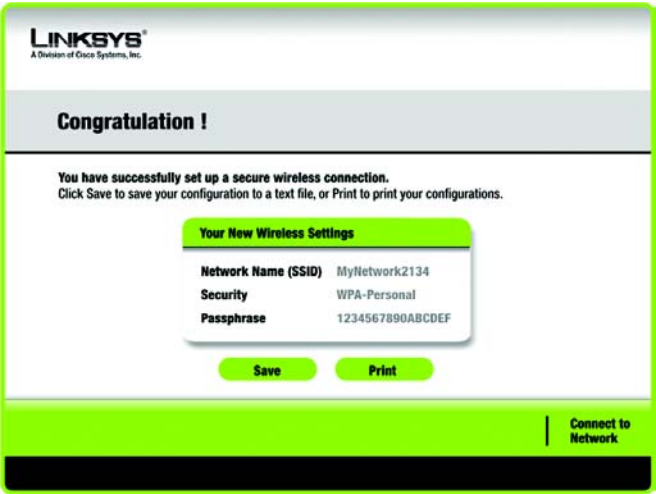 LINKSYS®
A Division of Cisco Systems, Inc.
Congratulation !
You have successfully set up a secure wireless connection.
Click Save to save your configuration to a text file, or Print to print your configurations.
Your New Wireless Settings
Network Name (SSID) MyNetwork2134
Security WPA-Personal
Passphrase 1234567890ABCDEF
Save Print
Connect to
Network